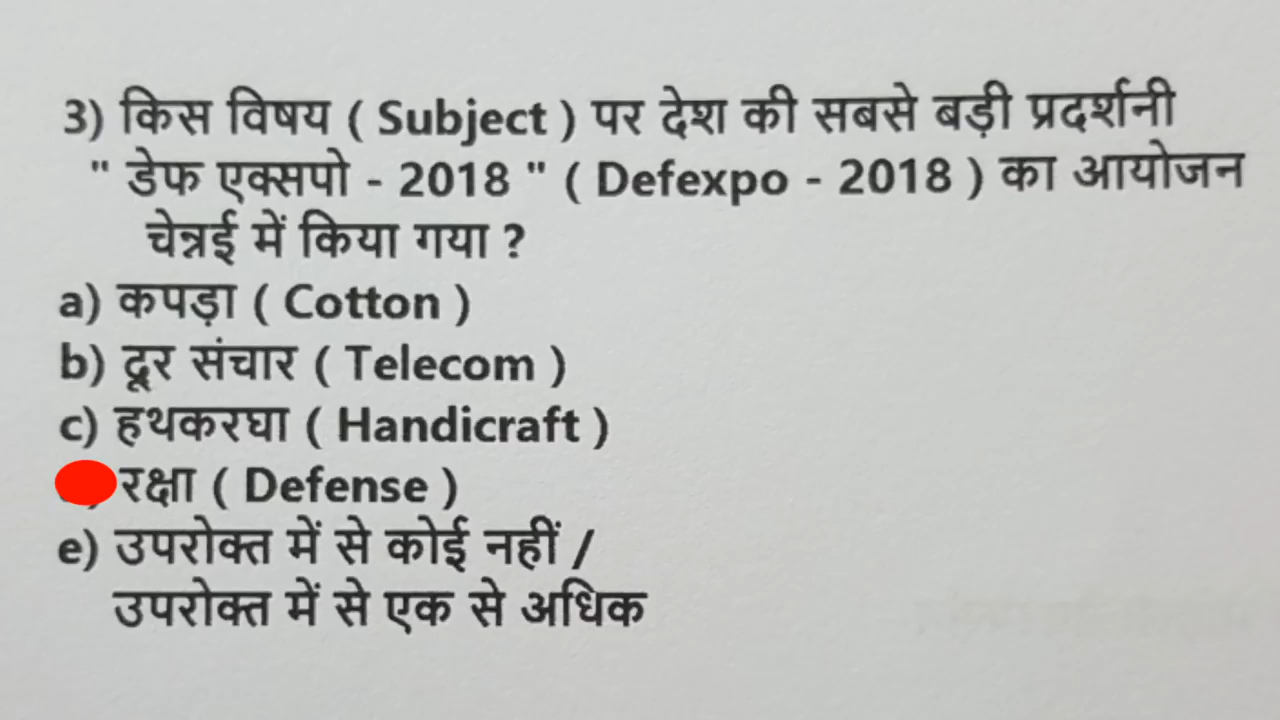 3) किस विषय ( Subject ) पर देश की सबसे बड़ी प्रदर्शनी
" डेफ एक्सपो - 2018 " ( Defexpo - 2018 ) का आयोजन
चेन्नई में किया गया ?
a) कपड़ा ( Cotton )
b) दूर संचार ( Telecom )
c) हथकरघा ( Handicraft )
रक्षा ( Defense )
e) उपरोक्त में से कोई नहीं /
उपरोक्त में से एक से अधिक